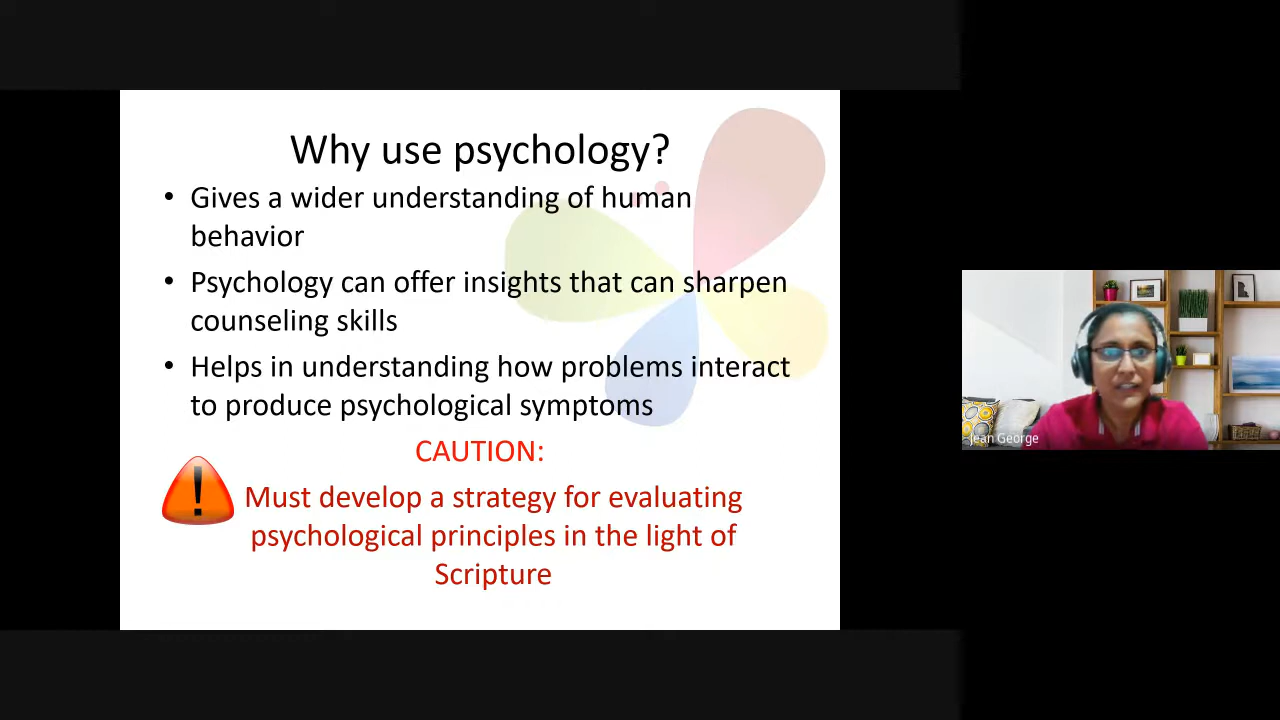 Why use psychology?
• Gives a wider understanding of human
behavior
• Psychology can offer insights that can sharpen
counseling skills
• Helps in understanding how problems interact
to produce psychological symptoms
CAUTION:
Must develop a strategy for evaluating
psychological principles in the light of
Scripture
Jean George